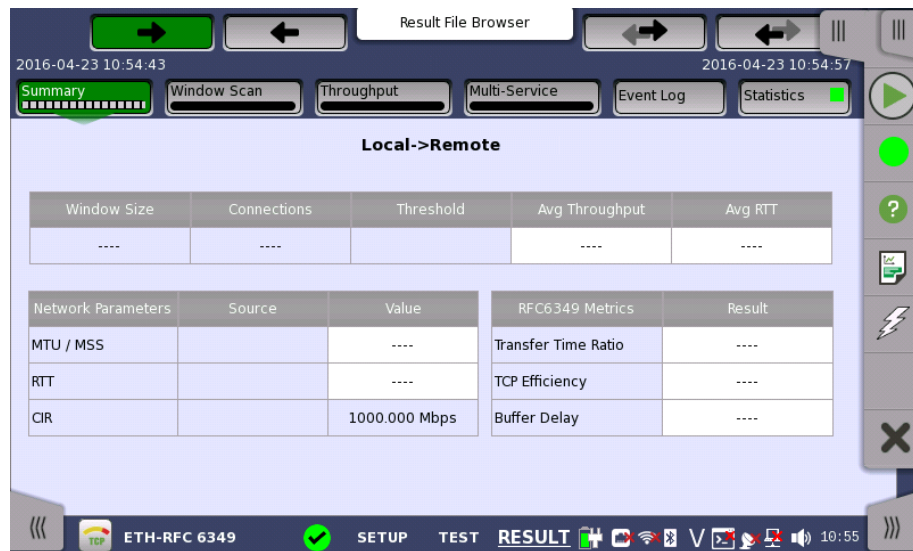 Result File Browser
2016-04-23 10:54:43
2016-04-23 10:54:57
Summary
Window Scan
Throughput
Multi-Service
Event Log
Statistics
Local->Remote
Window Size Connections Threshold Avg Throughput Avg RTT
---- ---- ---- ----
Network Parameters Source Value
MTU / MSS ----
RTT ----
CIR 1000.000 Mbps
RFC6349 Metrics Result
Transfer Time Ratio ----
TCP Efficiency ----
Buffer Delay ----
TCP
ETH-RFC 6349 SETUP TEST RESULT V 10:55